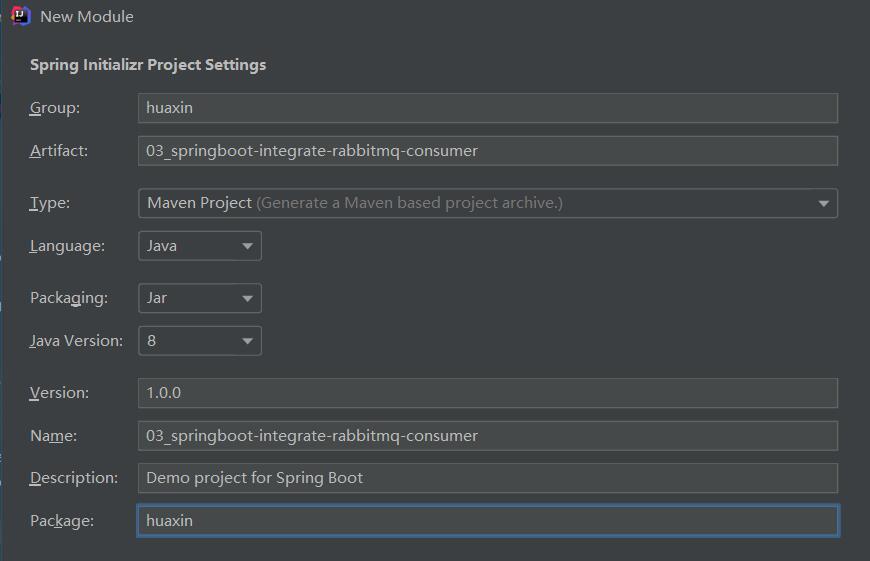 New Module
Spring Initializr Project Settings
Group: huaxin
Artifact: 03_springboot-integrate-rabbitmq-consumer
Type: Maven Project (Generate a Maven based project archive.)
Language: Java
Packaging: Jar
Java Version: 8
Version: 1.0.0
Name: 03_springboot-integrate-rabbitmq-consumer
Description: Demo project for Spring Boot
Package: huaxin